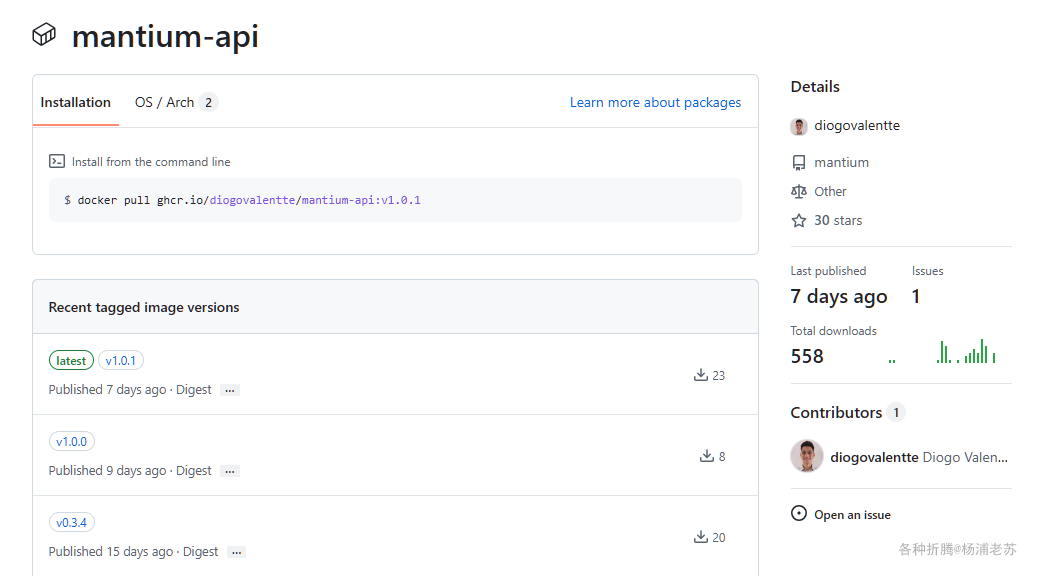 mantium-api
Installation
OS / Arch 2
Learn more about packages
Install from the command line
$ docker pull ghcr.io/diogovalentte/mantium-api:v1.0.1
Recent tagged image versions
latest v1.0.1
Published 7 days ago · Digest ...
23
v1.0.0
Published 9 days ago · Digest ...
8
v0.3.4
Published 15 days ago · Digest ...
20
Details
diogovalentte
mantium
Other
30 stars
Last published Issues
7 days ago 1
Total downloads
558
Contributors 1
diogovalentte Diogo Valen...
Open an issue
各种折腾@杨浦老苏